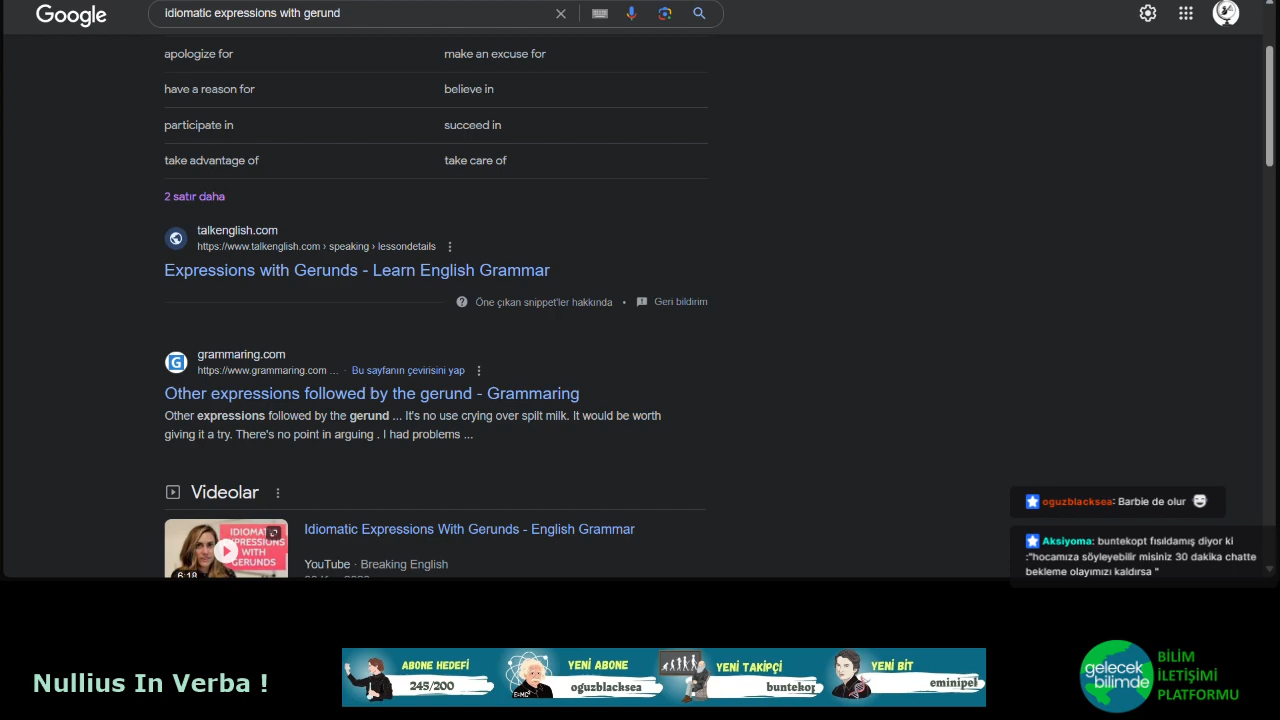 Google
idiomatic expressions with gerund
apologize for
make an excuse for
have a reason for
believe in
participate in
succeed in
take advantage of
take care of
2 satır daha
talkenglish.com
https://www.talkenglish.com › speaking › lessondetails
Expressions with Gerunds - Learn English Grammar
Öne çıkan snippet'ler hakkında • Geri bildirim
G
grammaring.com
https://www.grammaring.com ... · Bu sayfanın çevirisini yap
Other expressions followed by the gerund - Grammaring
Other expressions followed by the gerund ... It's no use crying over spilt milk. It would be worth
giving it a try. There's no point in arguing . I had problems ...
Videolar
IDIOMATIC
EXPRESSIONS
WITH
GERUNDS
6:18
Idiomatic Expressions With Gerunds - English Grammar
YouTube · Breaking English
oguzblacksea: Barbie de olur
Aksiyoma: buntekopt fısıldamış diyor ki
:"hocamıza söyleyebilir misiniz 30 dakika chatte
bekleme olayımızı kaldırsa "
Nullius In Verba !
ABONE HEDEFİ
245/200
E=MC²
YENİ ABONE
oguzblacksea
YENİ TAKİPÇİ
buntekop
YENİ BİT
eminipel
gelecek
bilimde
BİLİM
İLETİŞİMİ
PLATFORMU